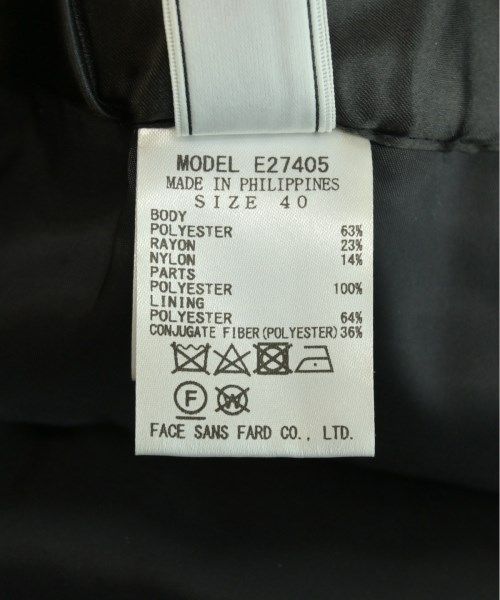 MODEL E27405
MADE IN PHILIPPINES
SIZE 40
BODY
POLYESTER 63%
RAYON 23%
NYLON 14%
PARTS
POLYESTER 100%
LINING
POLYESTER 64%
CONJUGATE FIBER(POLYESTER)36%
F W
FACE SANS FARD CO., LTD.